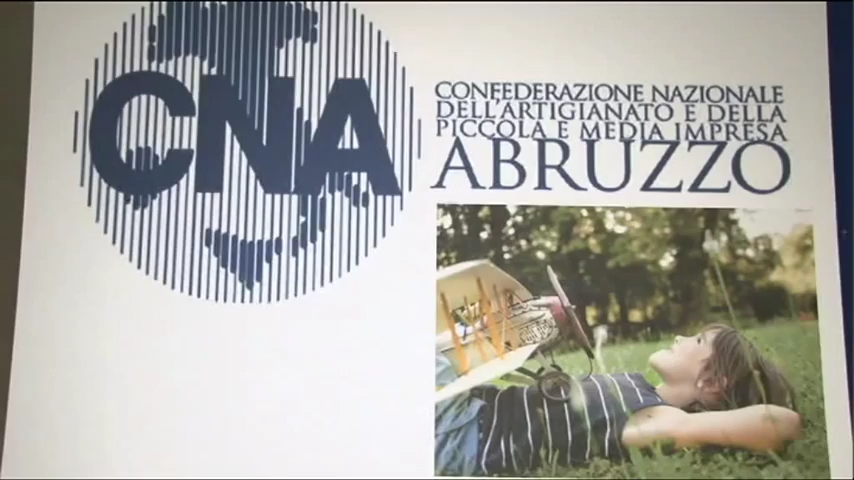 CNA
CONFEDERAZIONE NAZIONALE
DELL'ARTIGIANATO E DELLA
PICCOLA E MEDIA IMPRESA
ABRUZZO